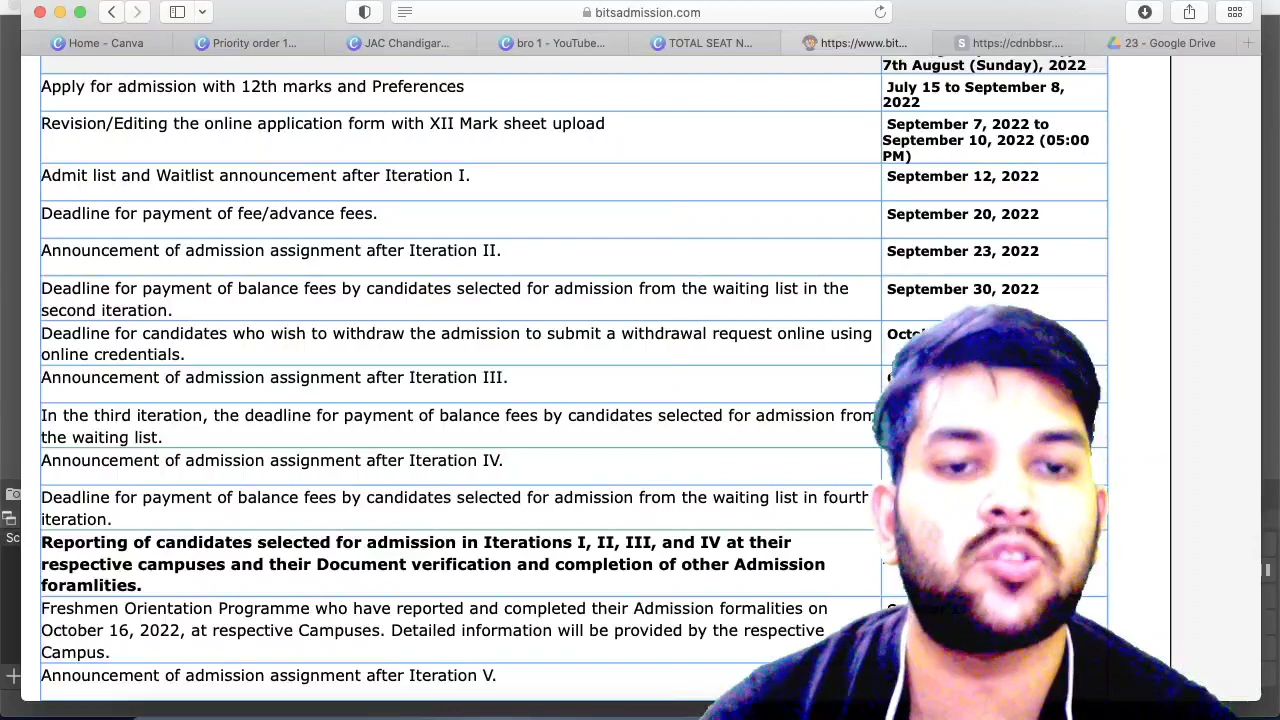 bitsadmission.com
Home - Canva
Priority order 1...
JAC Chandigar...
bro 1 - YouTube...
TOTAL SEAT N...
https://www.bit...
https://cdnbbsr....
23 - Google Drive
7th August (Sunday), 2022
Apply for admission with 12th marks and Preferences
July 15 to September 8,
2022
Revision/Editing the online application form with XII Mark sheet upload
September 7, 2022 to
September 10, 2022 (05:00
PM)
Admit list and Waitlist announcement after Iteration I.
September 12, 2022
Deadline for payment of fee/advance fees.
September 20, 2022
Announcement of admission assignment after Iteration II.
September 23, 2022
Deadline for payment of balance fees by candidates selected for admission from the waiting list in the
second iteration.
September 30, 2022
Deadline for candidates who wish to withdraw the admission to submit a withdrawal request online using
online credentials.
Announcement of admission assignment after Iteration III.
In the third iteration, the deadline for payment of balance fees by candidates selected for admission from
the waiting list.
Announcement of admission assignment after Iteration IV.
Deadline for payment of balance fees by candidates selected for admission from the waiting list in fourth
iteration.
Reporting of candidates selected for admission in Iterations I, II, III, and IV at their
respective campuses and their Document verification and completion of other Admission
foramlities.
Freshmen Orientation Programme who have reported and completed their Admission formalities on
October 16, 2022, at respective Campuses. Detailed information will be provided by the respective
Campus.
Announcement of admission assignment after Iteration V.
Sc